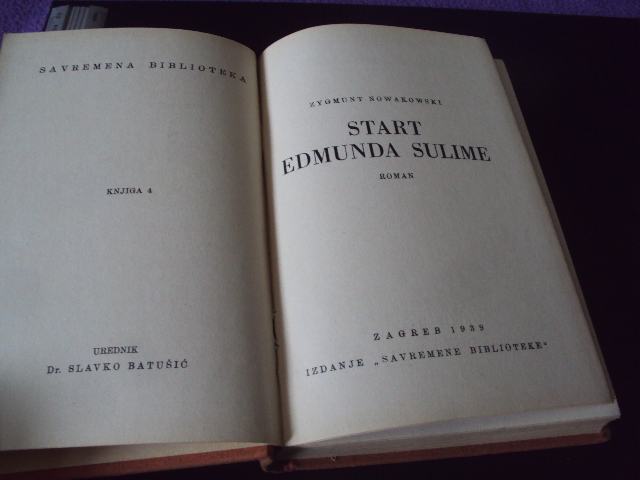 SAVREMENA BIBLIOTEKA
KNJIGA 4
UREDNIK
Dr. SLAVKO BATUŠIĆ
ZYGMUNT NOWAKOWSKI
START
EDMUNDA SULIME
ROMAN
ZAGREB 1939
IZDANJE „SAVREMENE BIBLIOTEKE"